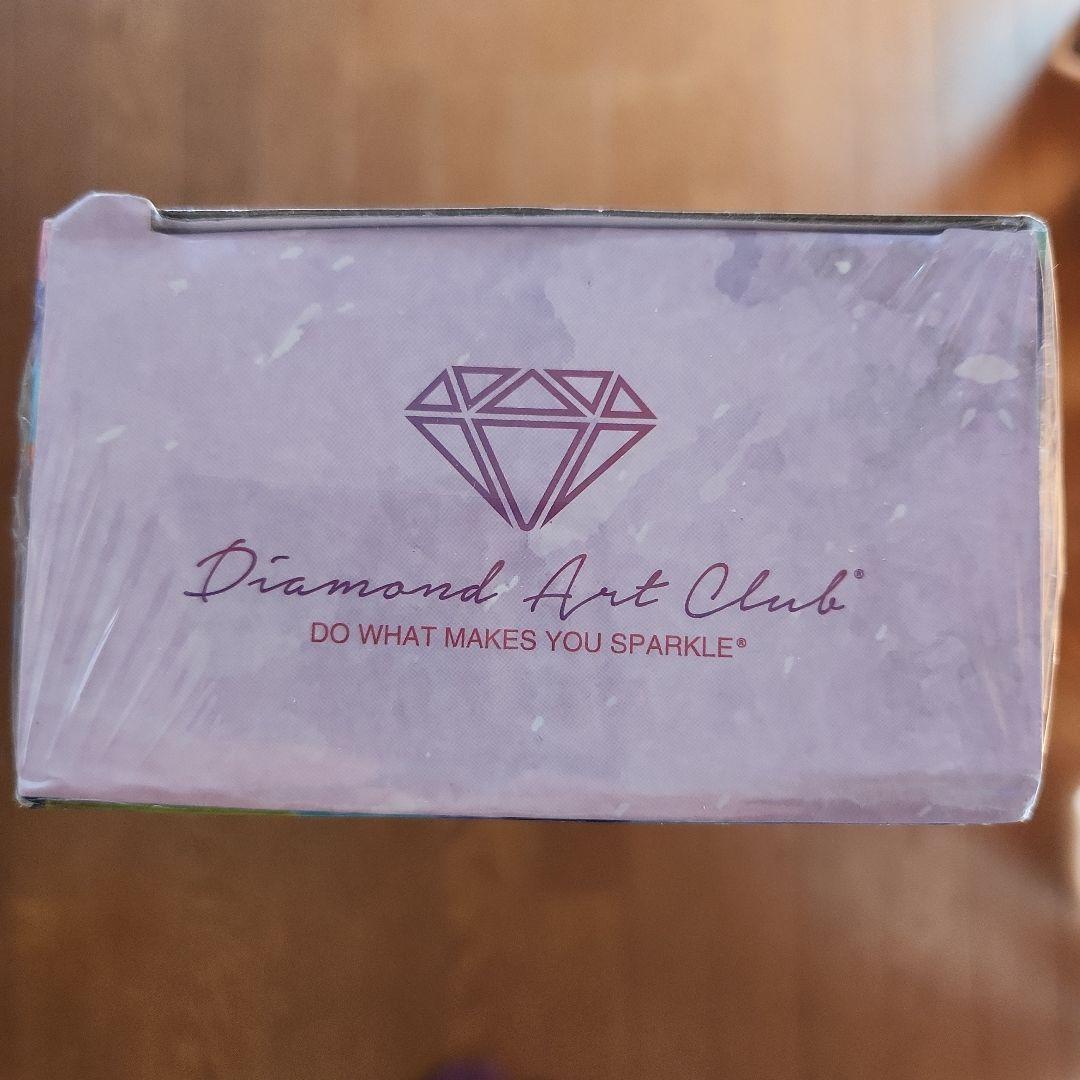 Diamond Art Club®
DO WHAT MAKES YOU SPARKLE®